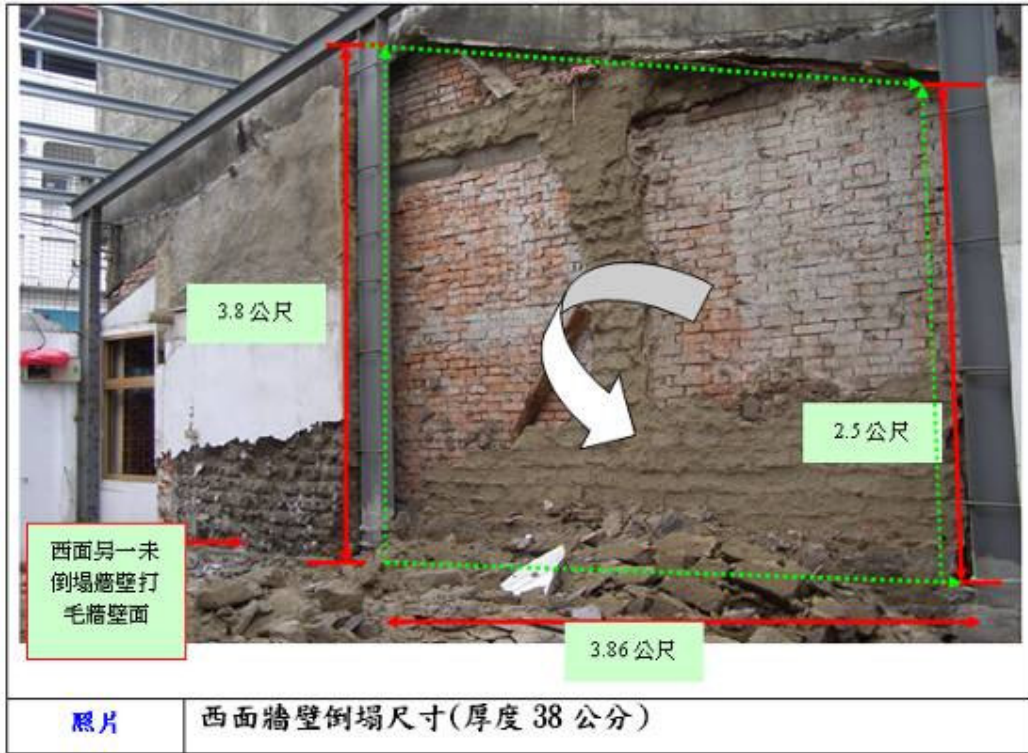 3.8 公尺
2.5 公尺
西面另一未
倒塌牆壁打
毛牆壁面
3.86 公尺
照片
西面牆壁倒塌尺寸(厚度 38 公分)